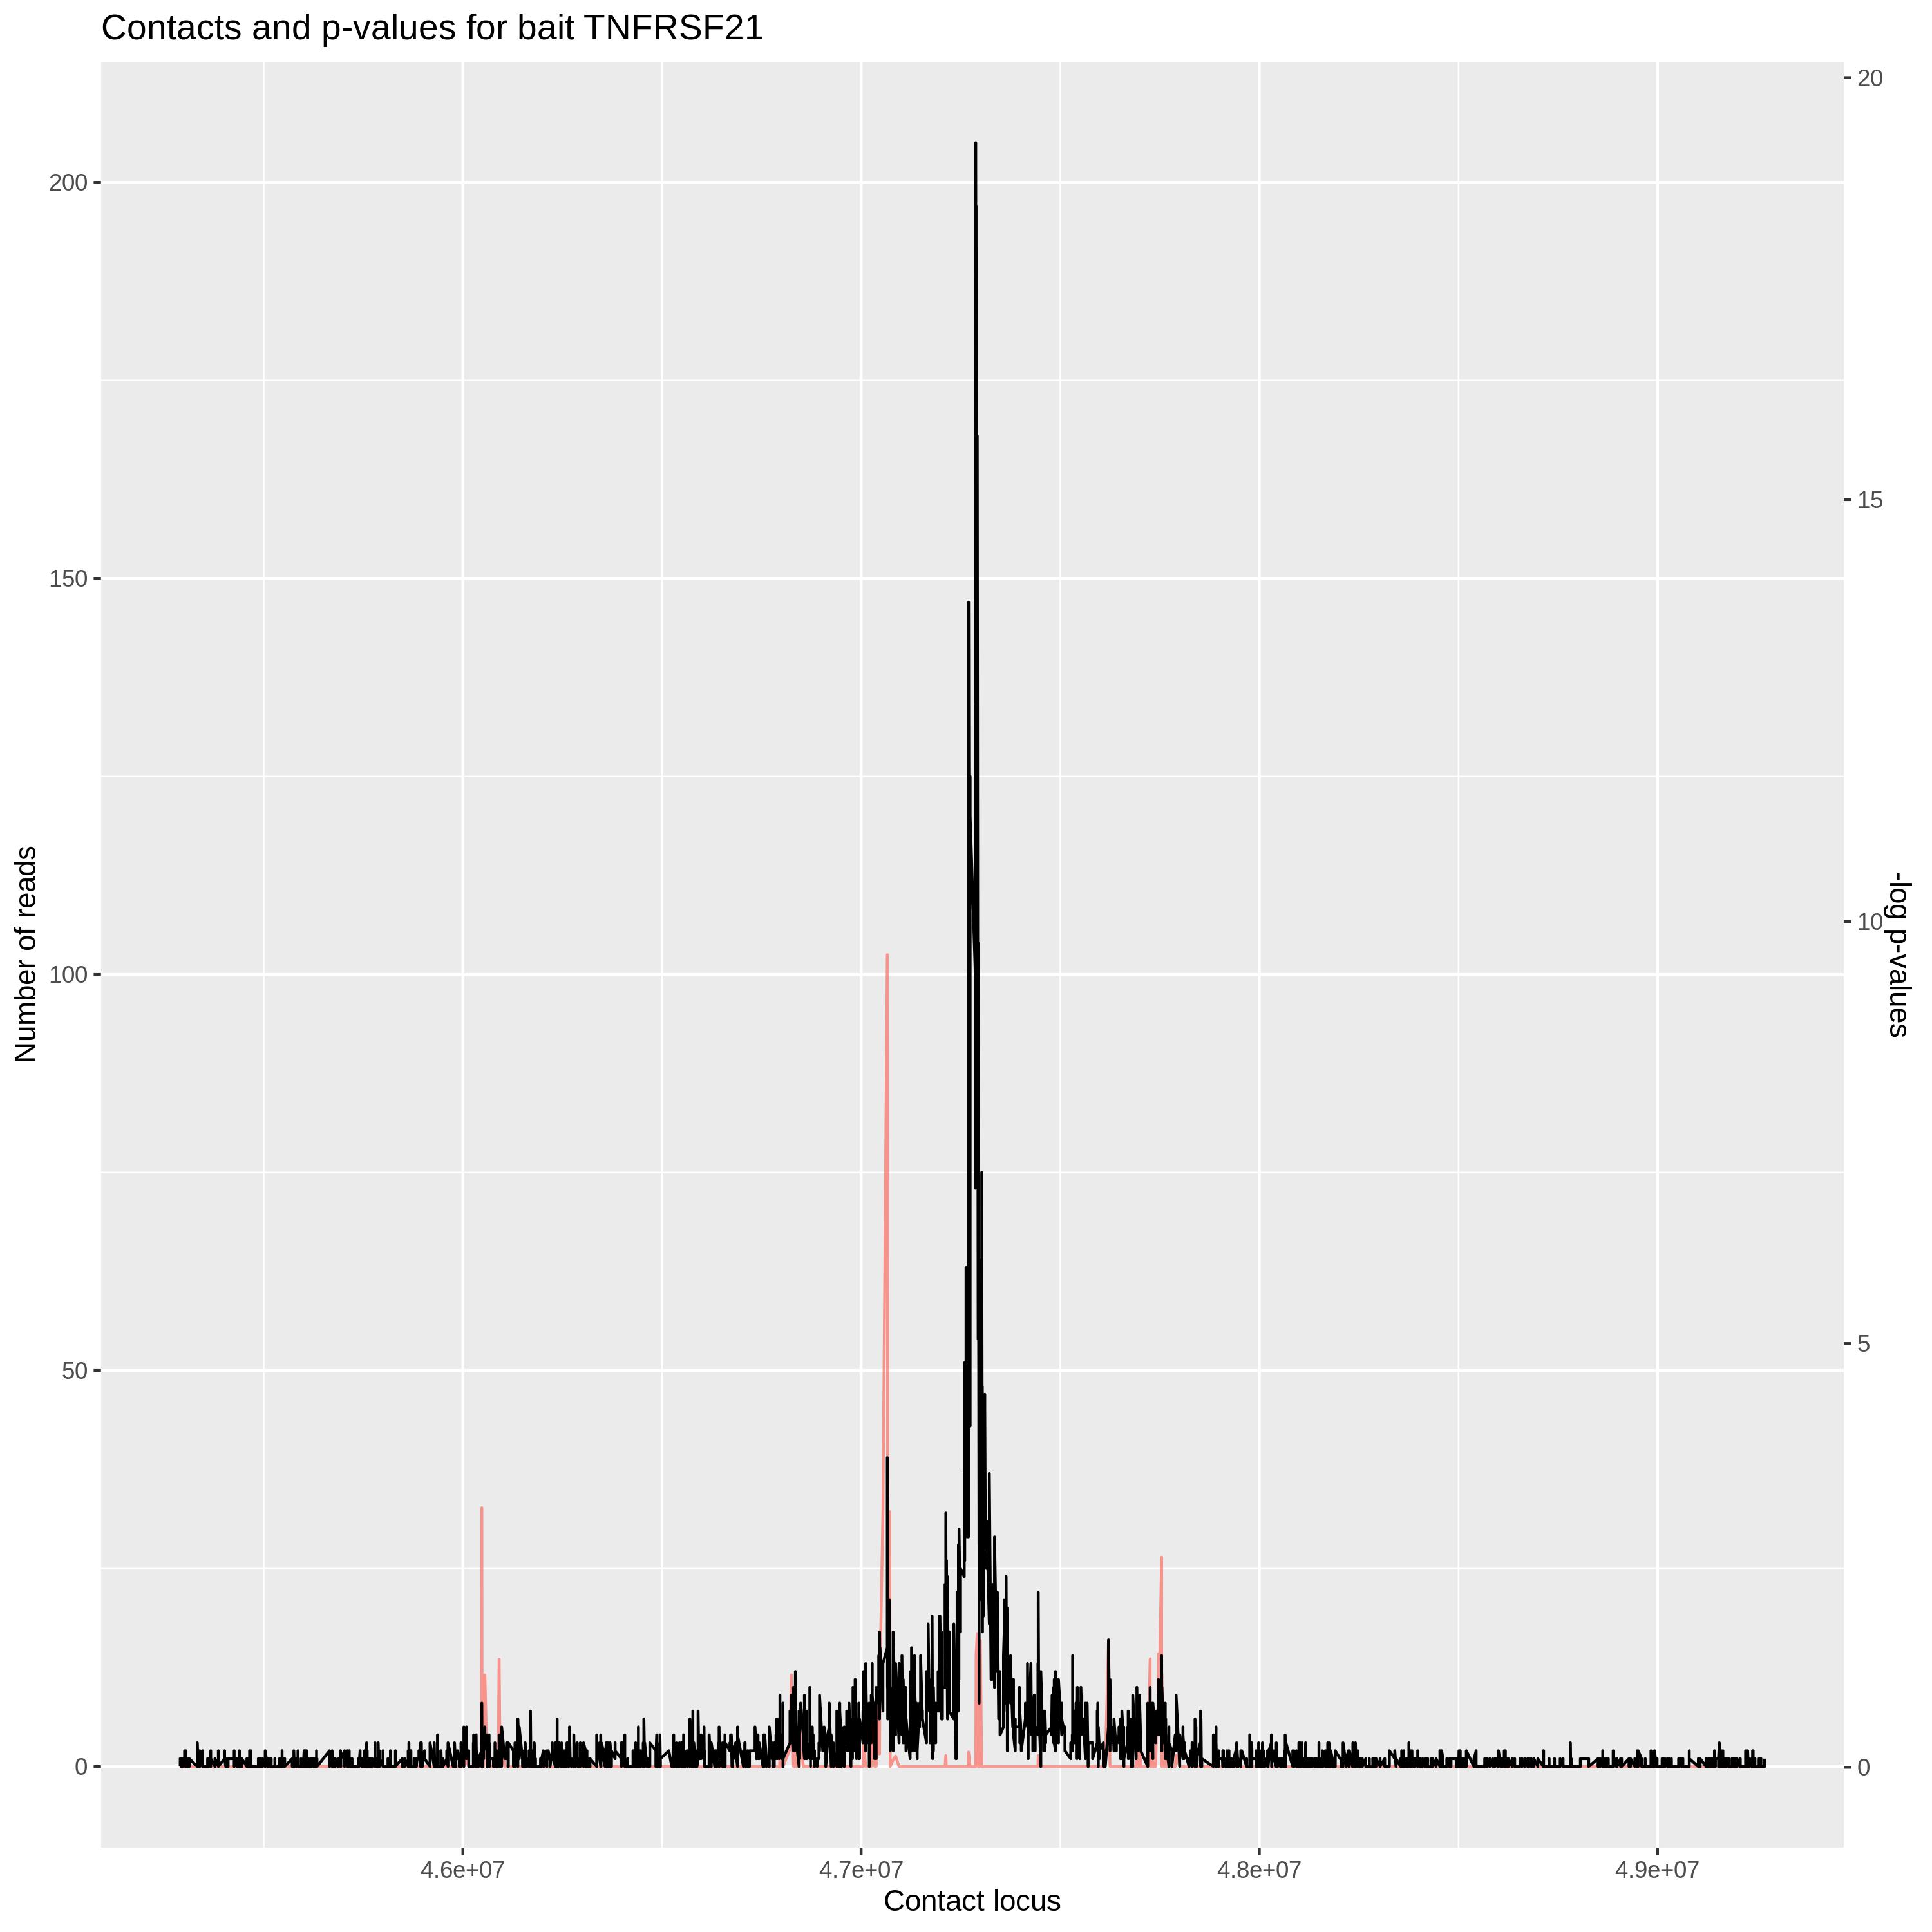 Contacts and p-values for bait TNFRSF21
200
150
100
50
0
Number of reads
20
15
10
5
0
-log p-values
4.6e+07
4.7e+07
4.8e+07
4.9e+07
Contact locus